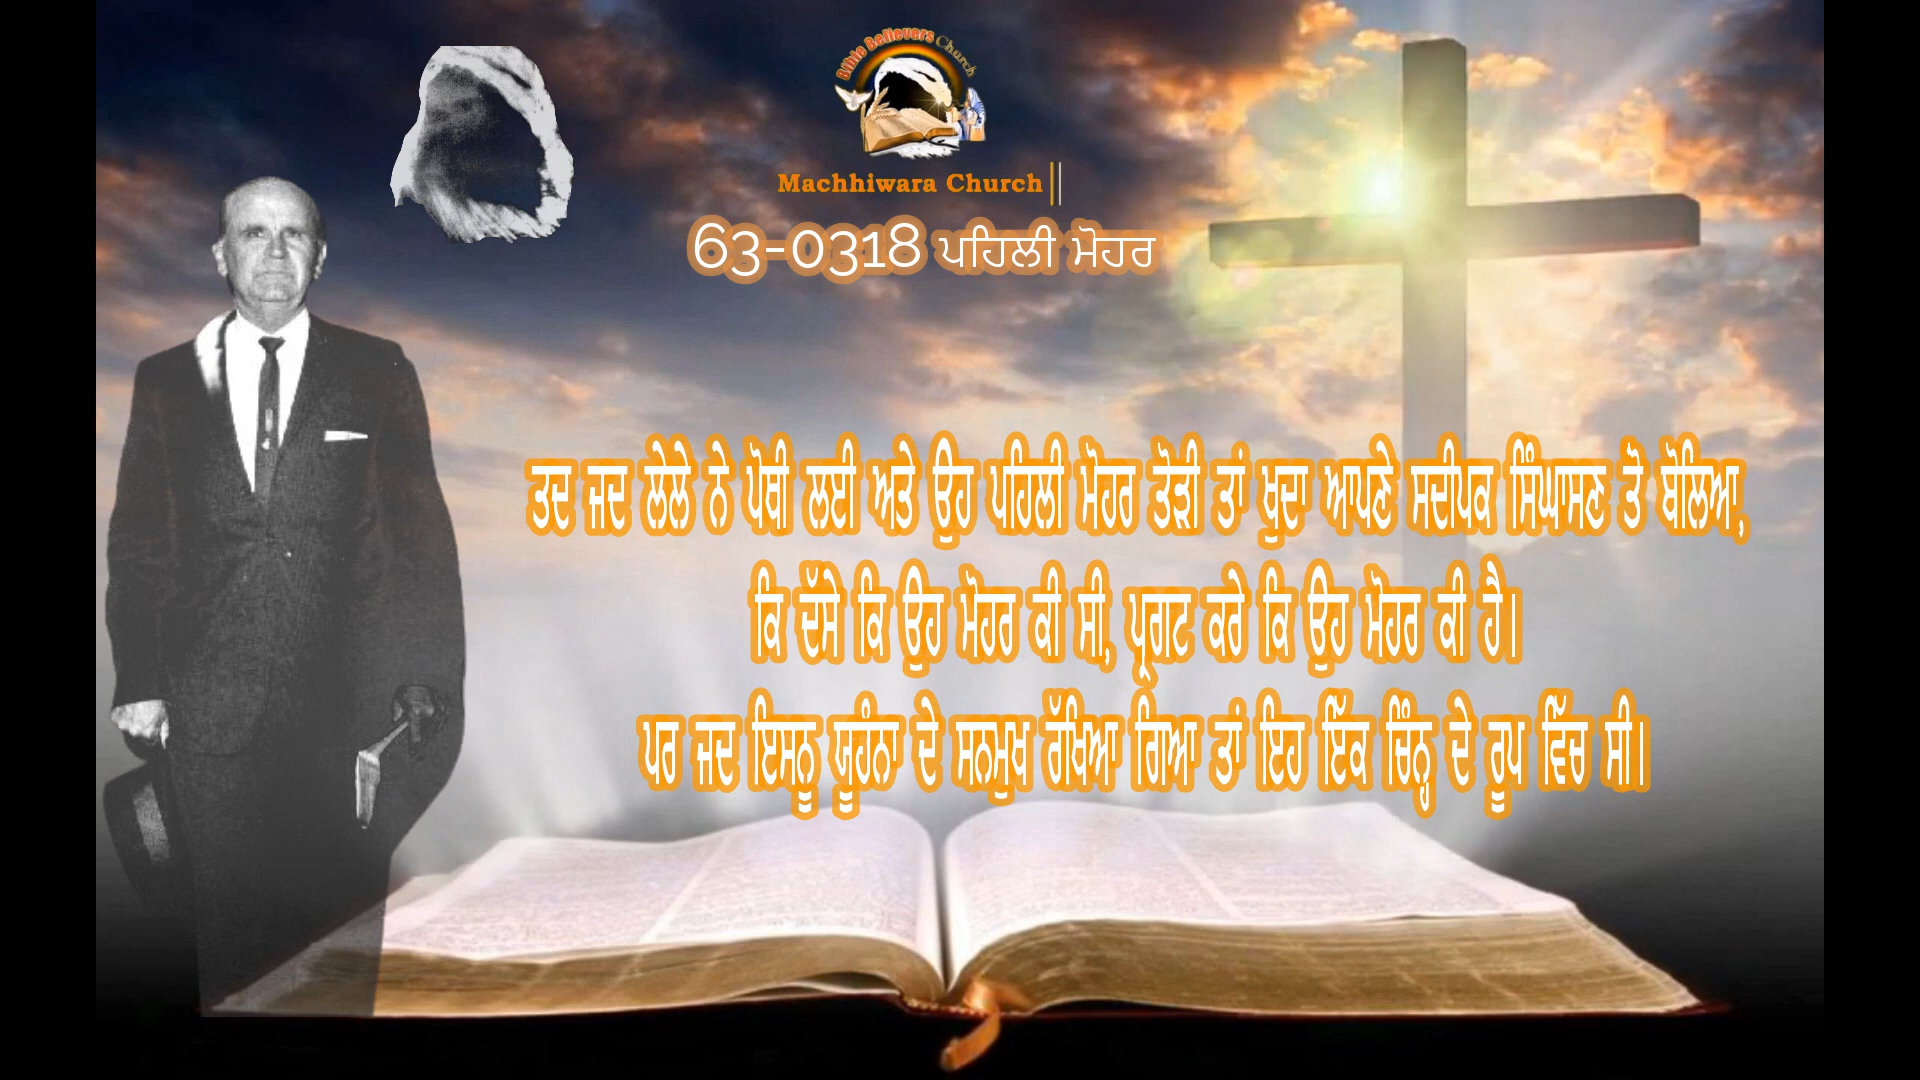 Bible Believers Church
Machhiwara Church
63-0318 ਪਹਿਲੀ ਮੋਹਰ
ਤਦ ਜਦ ਲੇਲੇ ਨੇ ਪੋਥੀ ਲਈ ਅਤੇ ਉਹ ਪਹਿਲੀ ਮੋਹਰ ਤੋੜੀ ਤਾਂ ਖੁਦਾ ਆਪਣੇ ਸਦੀਪਕ ਸਿੰਘਾਸਣ ਤੋ ਬੋਲਿਆ,
ਕਿ ਦੱਸੇ ਕਿ ਉਹ ਮੋਹਰ ਕੀ ਸੀ, ਪ੍ਰਗਟ ਕਰੇ ਕਿ ਉਹ ਮੋਹਰ ਕੀ ਹੈ।
ਪਰ ਜਦ ਇਸਨੂ ਯੂਹੰਨਾ ਦੇ ਸਨਮੁਖ ਰੱਖਿਆ ਗਿਆ ਤਾਂ ਇਹ ਇੱਕ ਚਿੰਨ੍ਹ ਦੇ ਰੂਪ ਵਿੱਚ ਸੀ।